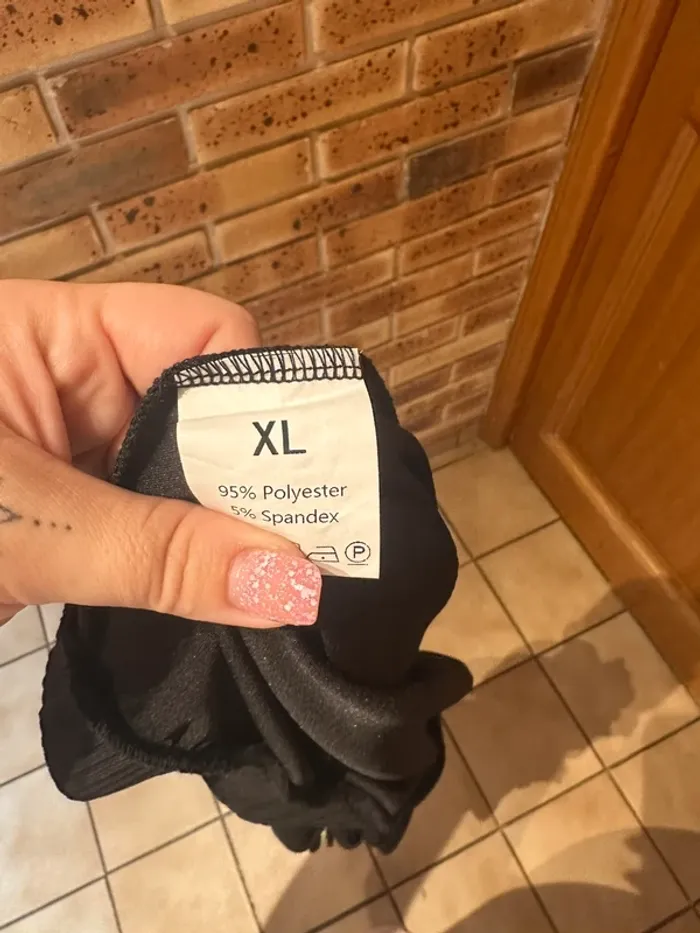 XL
95% Polyester
5% Spandex
P